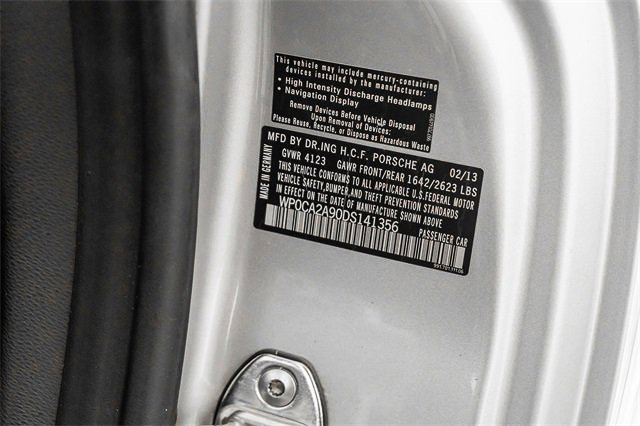 This vehicle may include mercury-containing
devices installed by the manufacturer:
• High Intensity Discharge Headlamps
• Navigation Display
Remove Devices Before Vehicle Disposal
Upon Removal of Devices:
Please Reuse, Recycle, or Dispose as Hazardous Waste
MADE IN GERMANY
MFD BY DR.ING H.C.F. PORSCHE AG 02/13
GVWR 4123 GAWR FRONT/REAR 1642/2623 LBS
THIS VEHICLE CONFORMS TO ALL APPLICABLE U.S.FEDERAL MOTOR
VEHICLE SAFETY,BUMPER,AND THEFT PREVENTION STANDARDS
IN EFFECT ON THE DATE OF MANUFACTURE SHOWN ABOVE.
WP0CA2A90DS141356
PASSENGER CAR